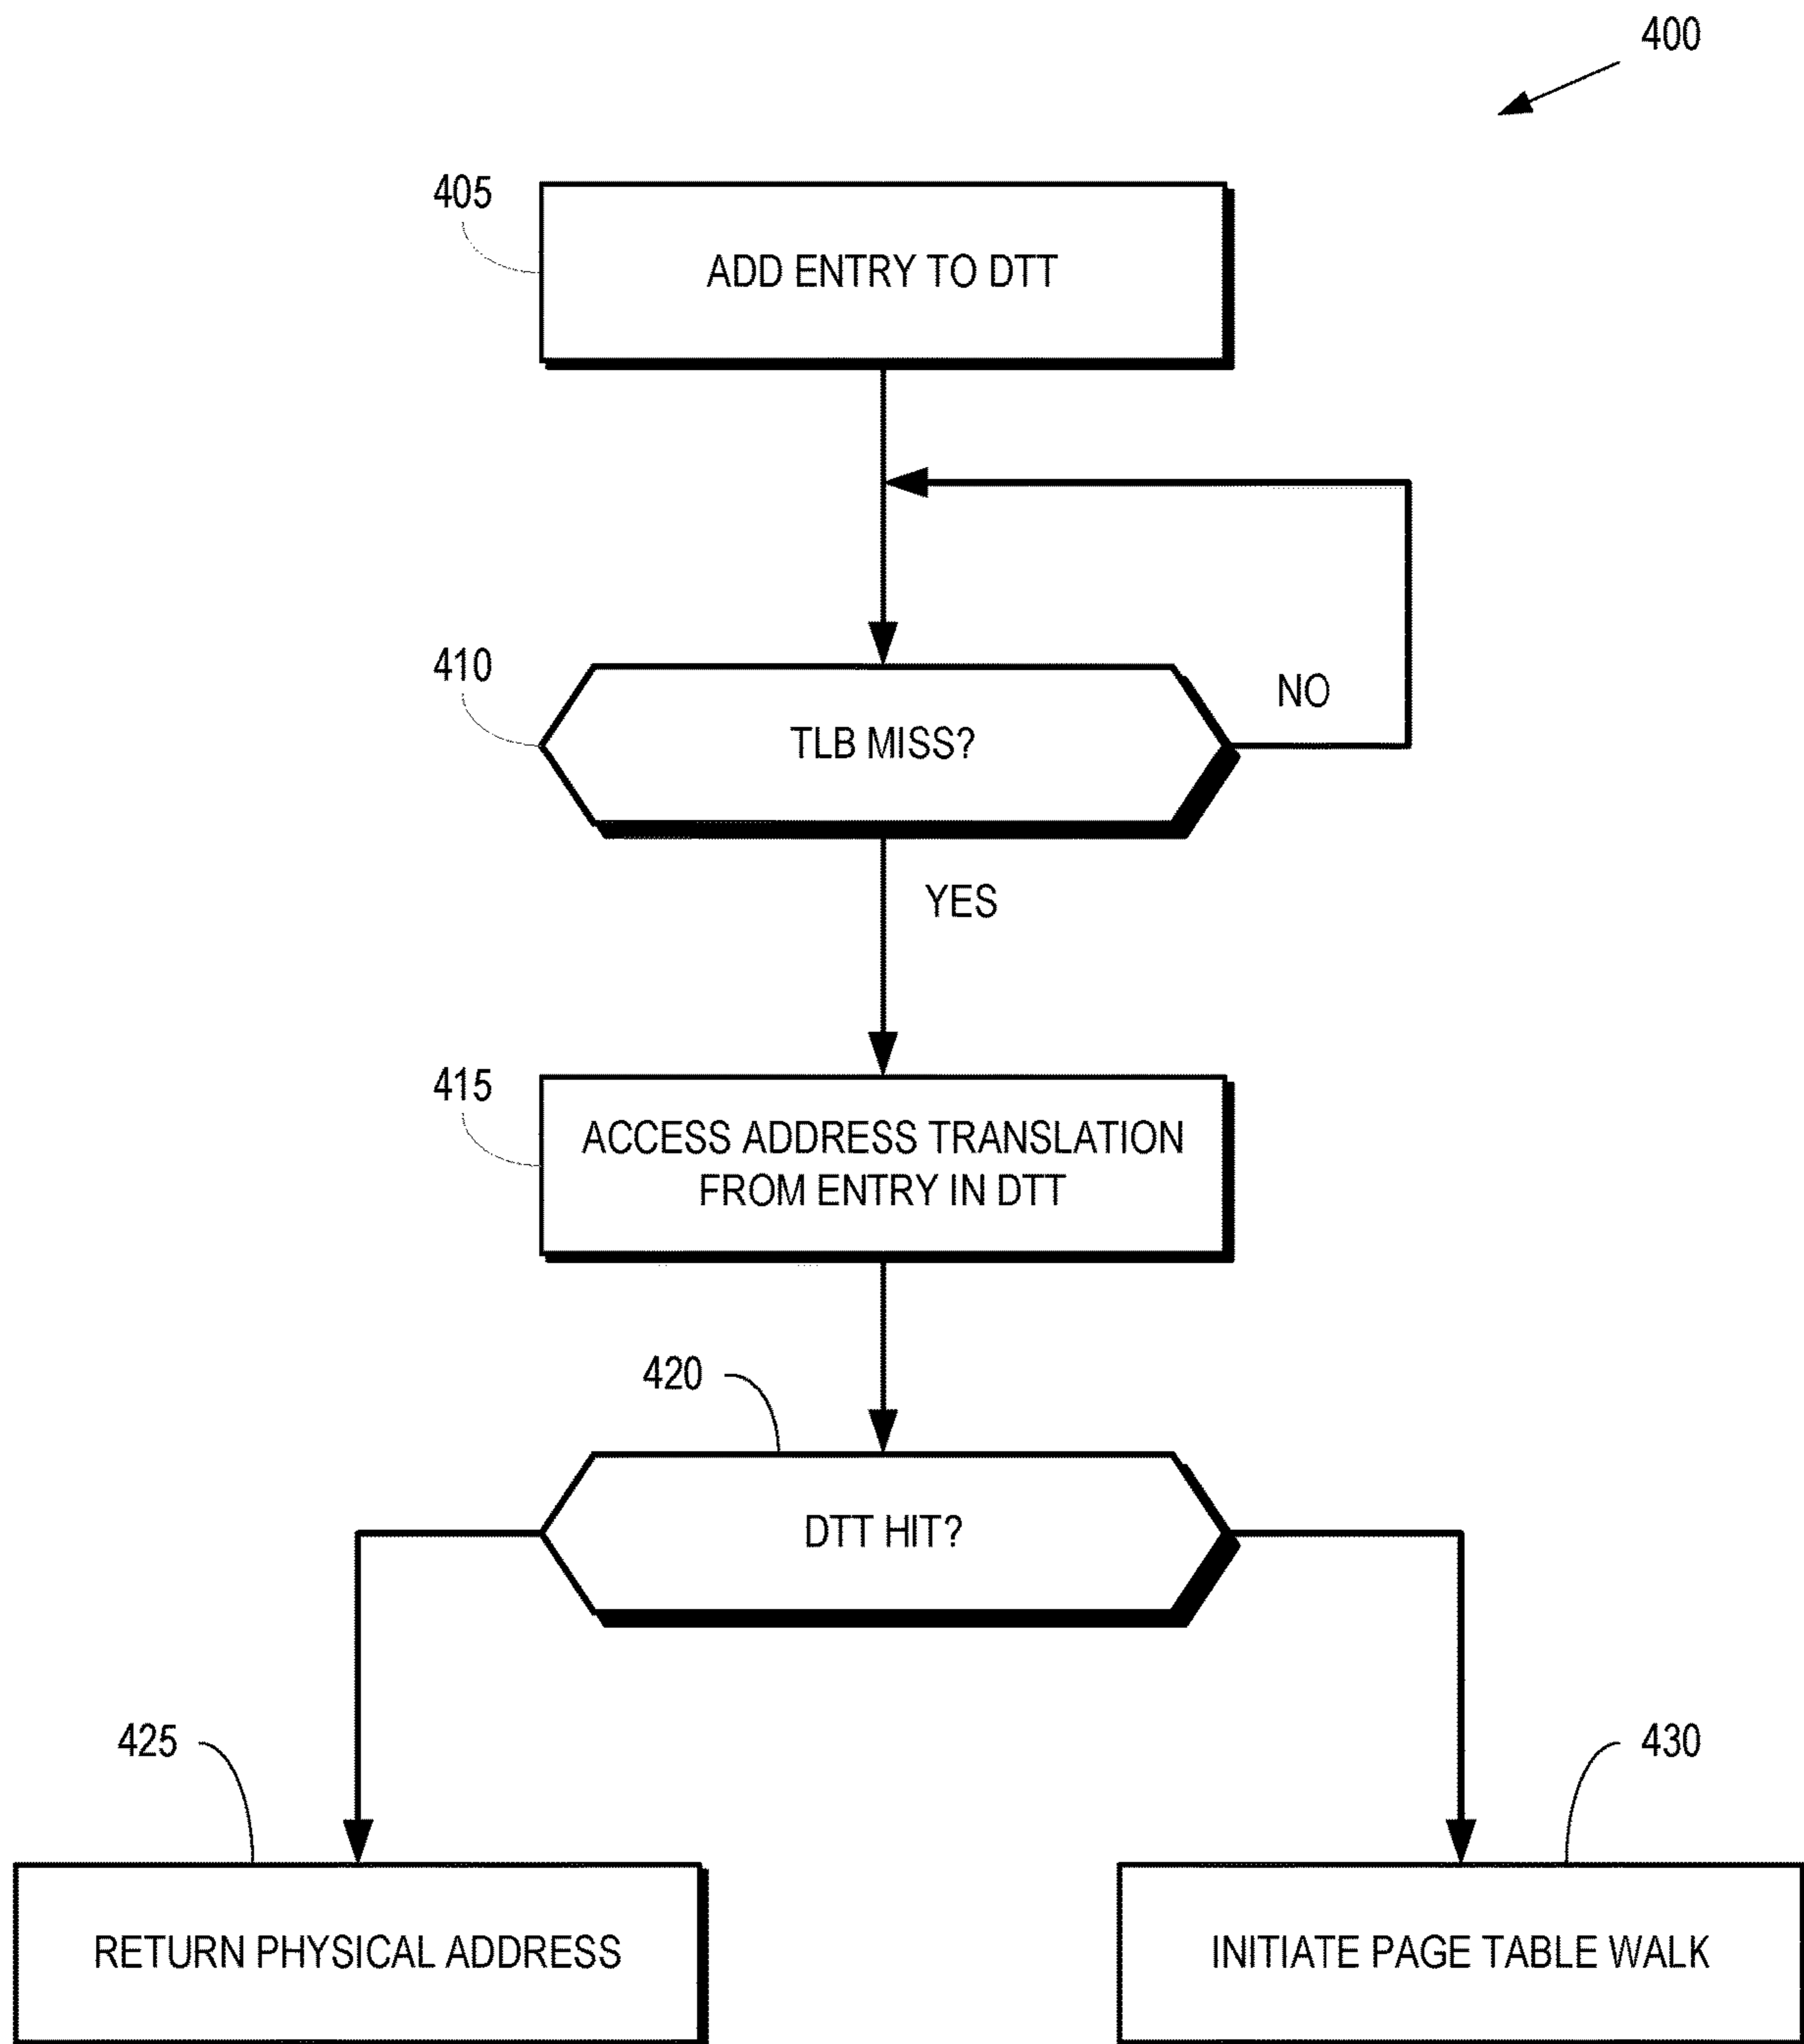 400
405
ADD ENTRY TO DTT
410
TLB MISS?
NO
YES
415
ACCESS ADDRESS TRANSLATION
FROM ENTRY IN DTT
420
DTT HIT?
425
430
RETURN PHYSICAL ADDRESS
INITIATE PAGE TABLE WALK